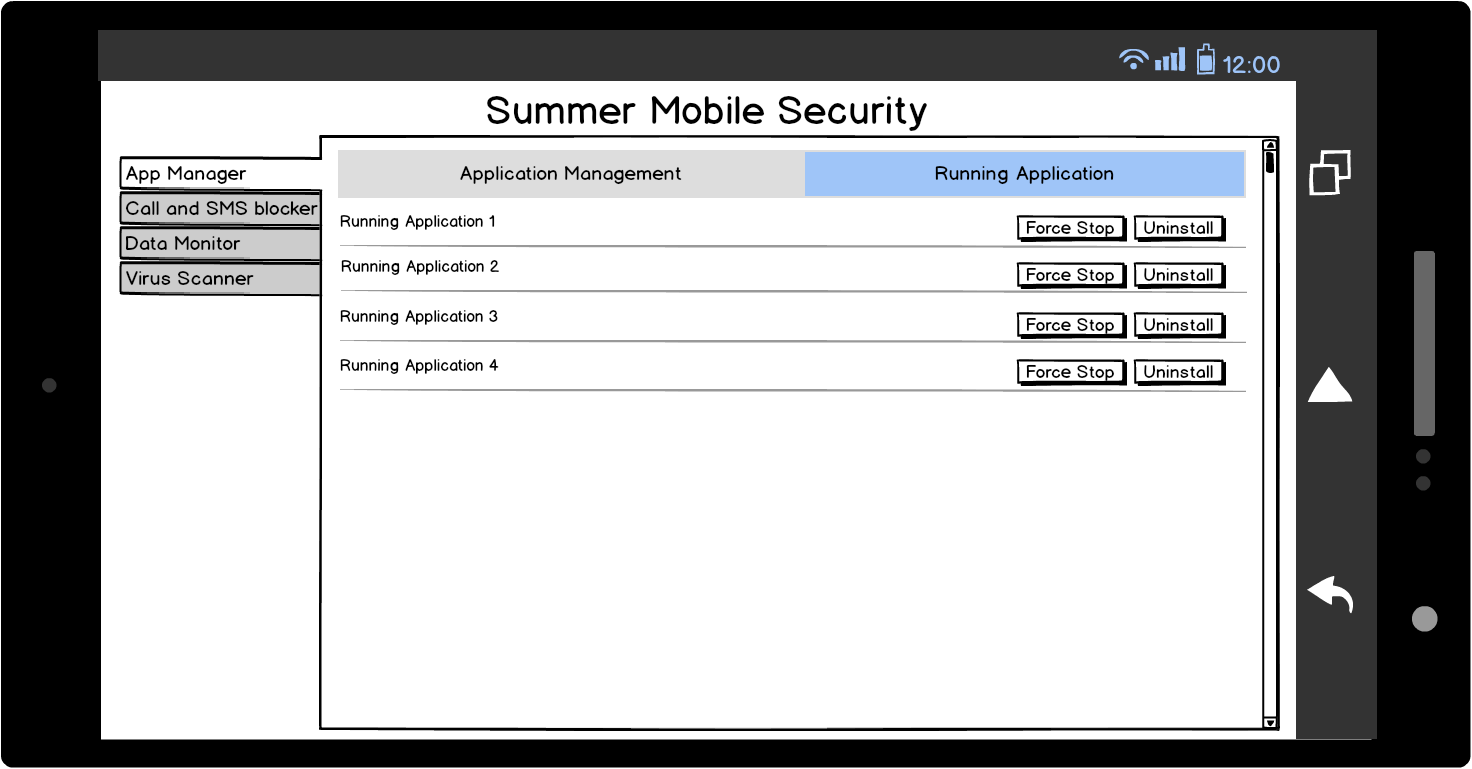 12:00
Summer Mobile Security
App Manager
Call and SMS blocker
Data Monitor
Virus Scanner
Application Management Running Application
Running Application 1 Force Stop Uninstall
Running Application 2 Force Stop Uninstall
Running Application 3 Force Stop Uninstall
Running Application 4 Force Stop Uninstall